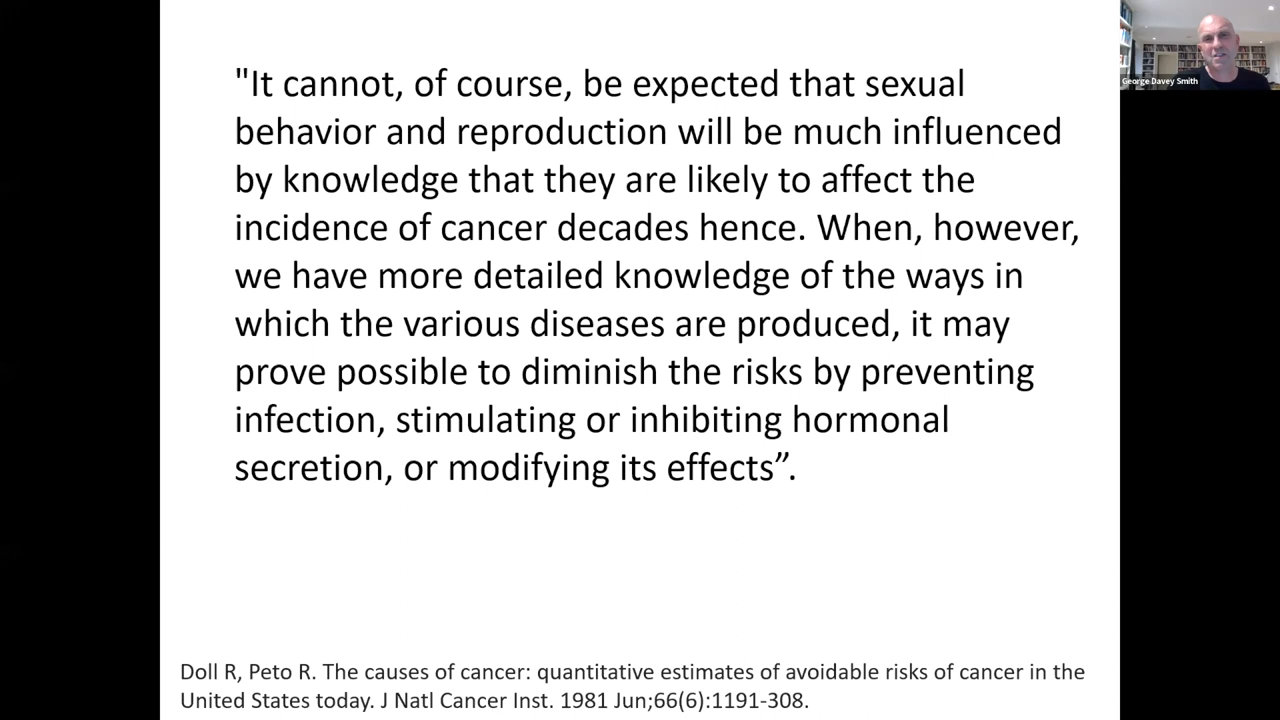 "It cannot, of course, be expected that sexual
behavior and reproduction will be much influenced
by knowledge that they are likely to affect the
incidence of cancer decades hence. When, however,
we have more detailed knowledge of the ways in
which the various diseases are produced, it may
prove possible to diminish the risks by preventing
infection, stimulating or inhibiting hormonal
secretion, or modifying its effects”.
George Davey Smith
Doll R, Peto R. The causes of cancer: quantitative estimates of avoidable risks of cancer in the
United States today. J Natl Cancer Inst. 1981 Jun;66(6):1191-308.